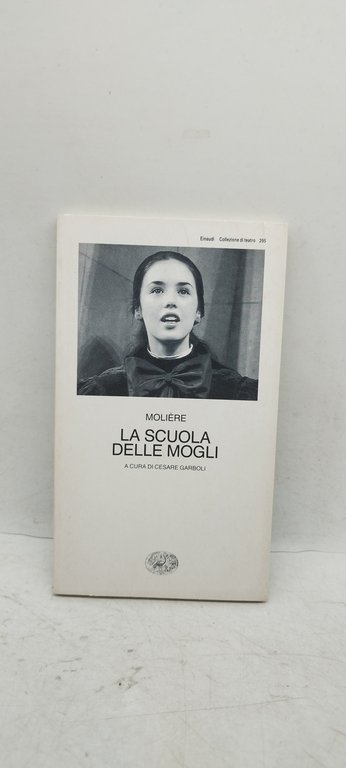 Einaudi Collezione di teatro 295
MOLIÈRE
LA SCUOLA
DELLE MOGLI
A CURA DI CESARE GARBOLI